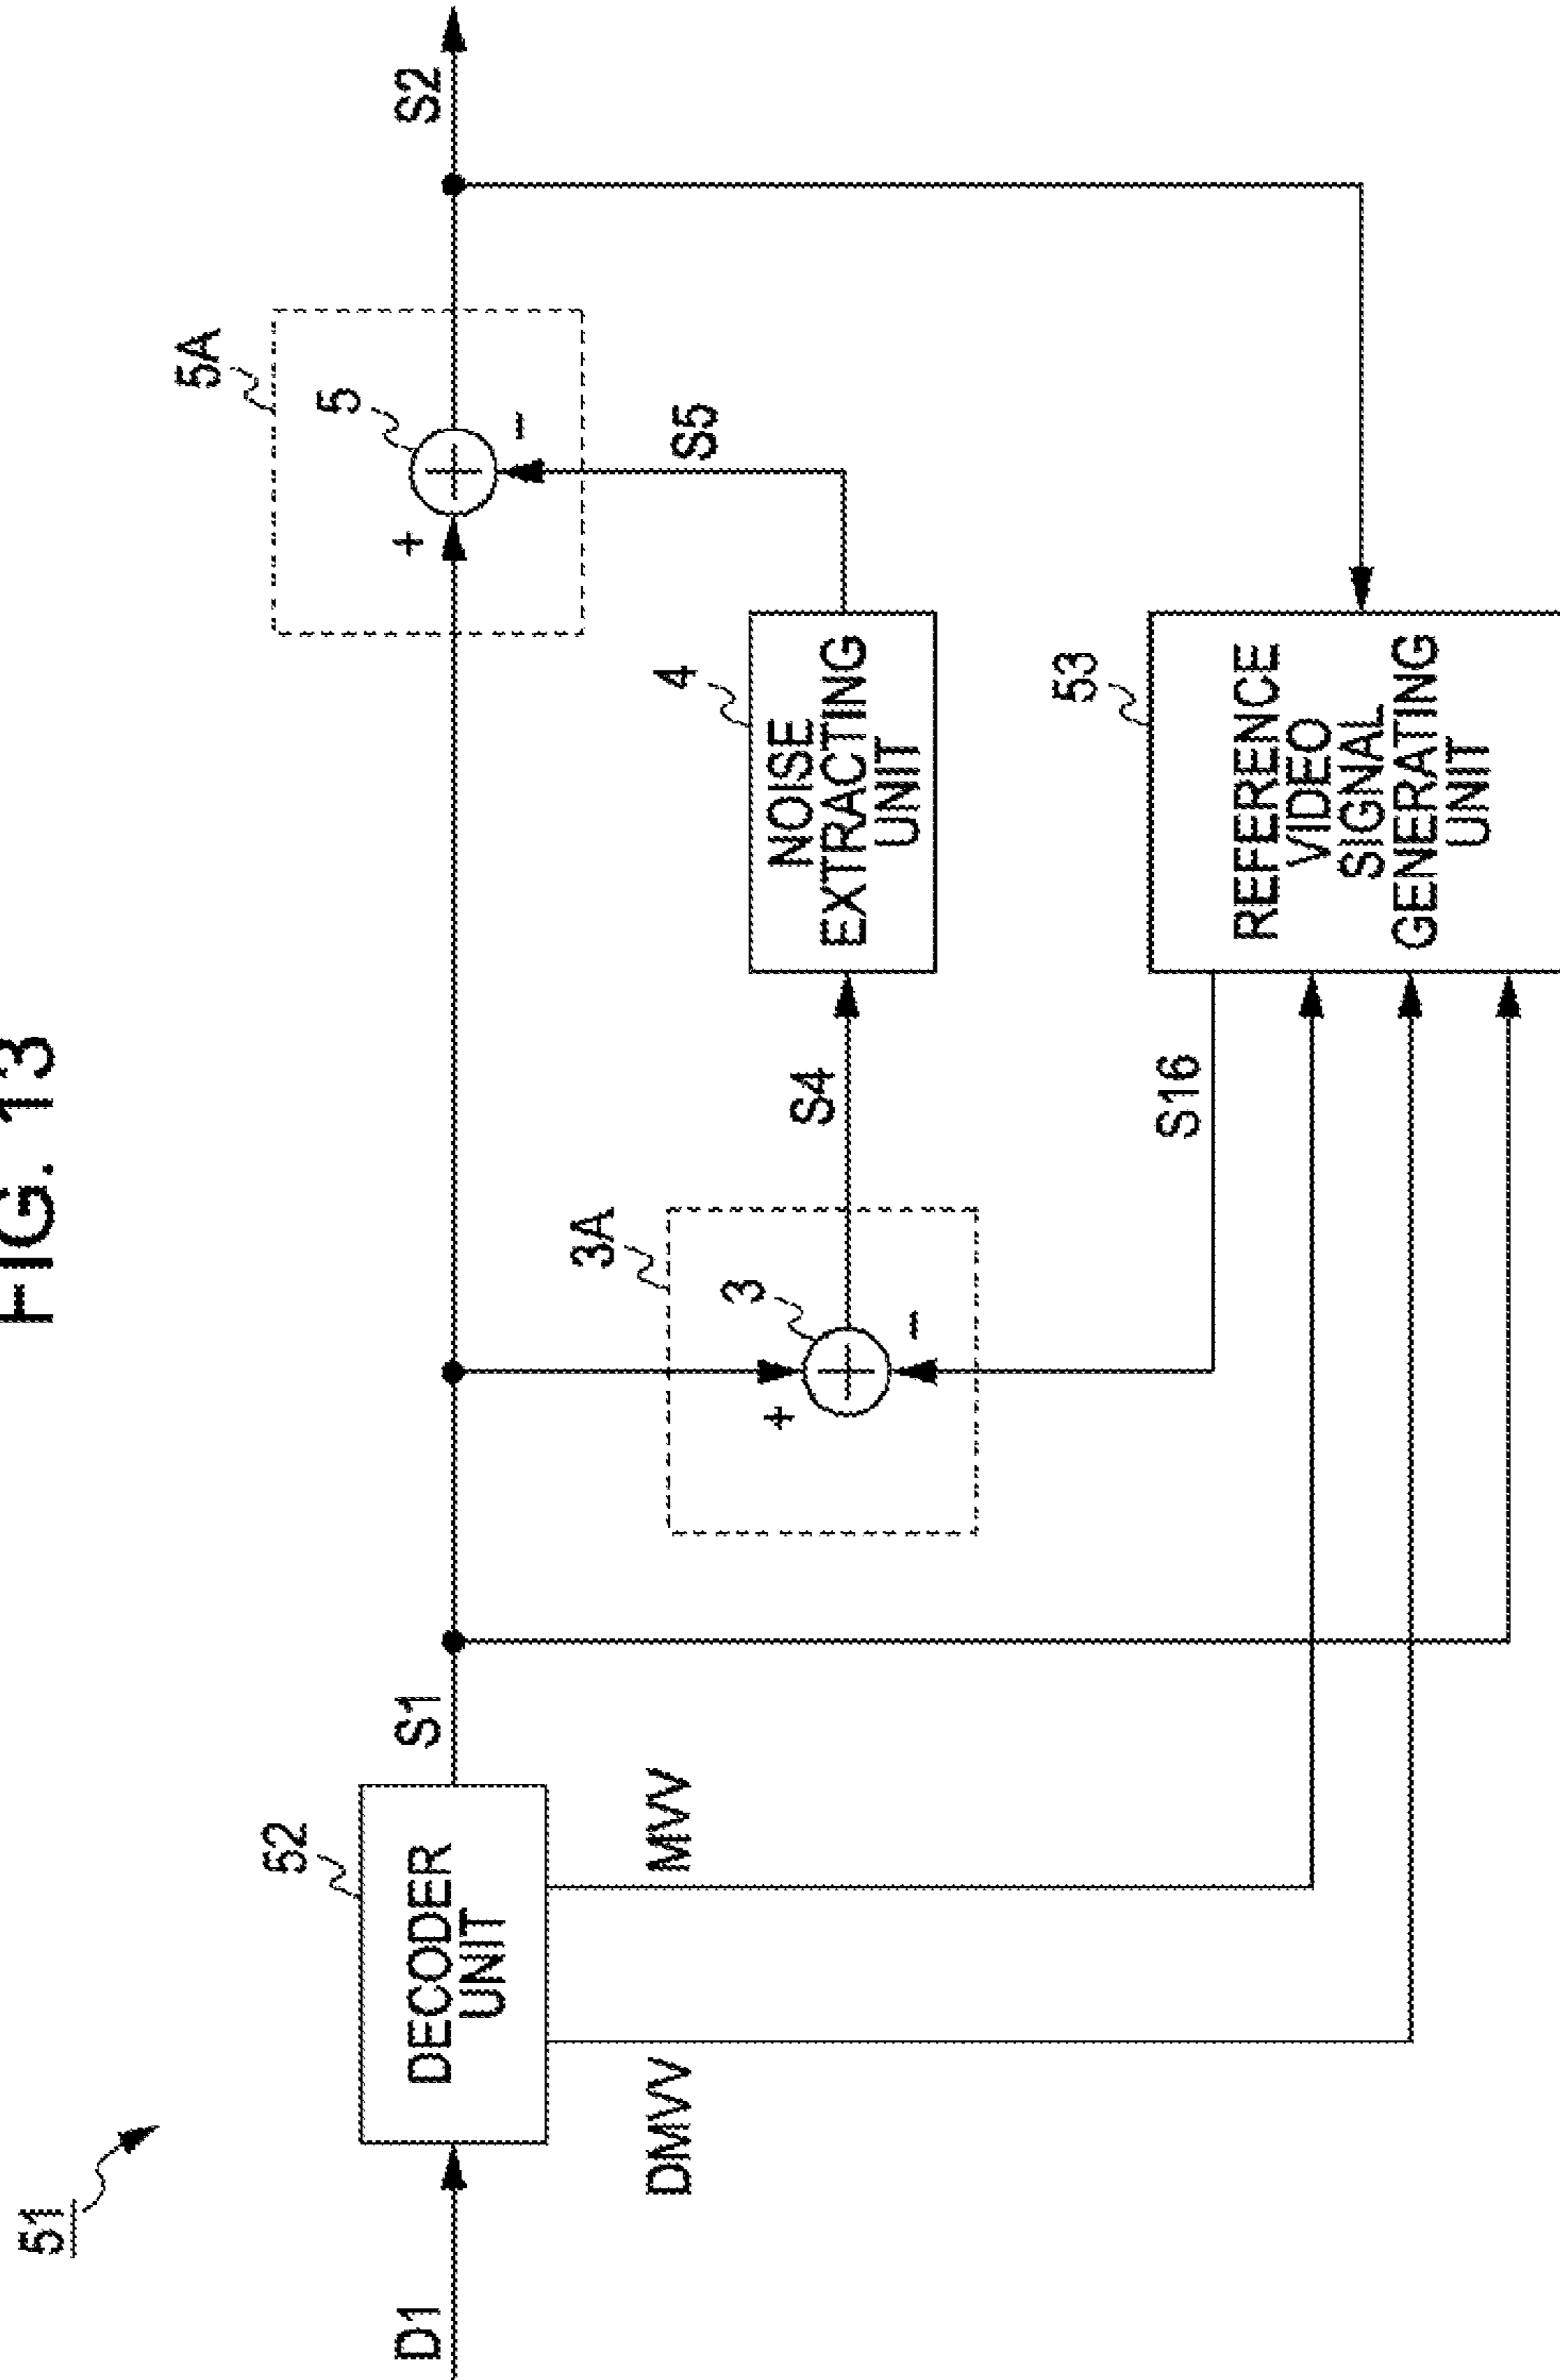 FIG. 13
51
D1
52
DECODER
UNIT
S1
DMVV
MVV
3A
3
+
−
S4
S16
4
NOISE
EXTRACTING
UNIT
5A
5
+
−
S5
S2
53
REFERENCE
VIDEO
SIGNAL
GENERATING
UNIT